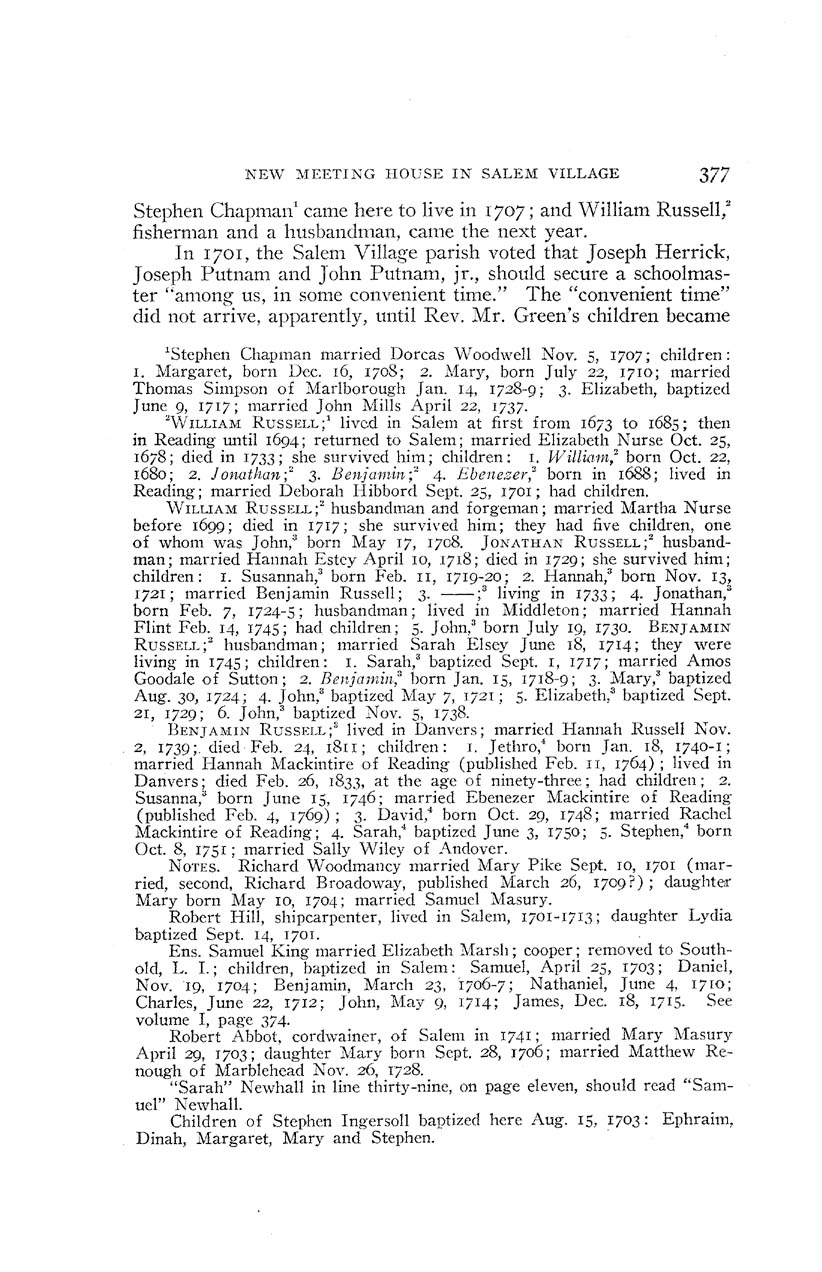 NEW MEETING HOUSE IN SALEM VILLAGE 377
Stephen Chapman¹ came here to live in 1707; and William Russell,²
fisherman and a husbandman, came the next year.
In 1701, the Salem Village parish voted that Joseph Herrick,
Joseph Putnam and John Putnam, jr., should secure a schoolmas-
ter “among us, in some convenient time.” The “convenient time”
did not arrive, apparently, until Rev. Mr. Green's children became
¹Stephen Chapman married Dorcas Woodwell Nov. 5, 1707; children:
1. Margaret, born Dec. 16, 1708; 2. Mary, born July 22, 1710; married
Thomas Simpson of Marlborough Jan. 14, 1728-9; 3. Elizabeth, baptized
June 9, 1717; married John Mills April 22, 1737.
²WILLIAM RUSSELL;¹ lived in Salem at first from 1673 to 1685; then
in Reading until 1694; returned to Salem; married Elizabeth Nurse Oct. 25,
1678; died in 1733; she survived him; children: 1. William,² born Oct. 22,
1680; 2. Jonathan;² 3. Benjamin;² 4. Ebenezer,² born in 1688; lived in
Reading; married Deborah Hibbord Sept. 25, 1701; had children.
WILLIAM RUSSELL;² husbandman and forgeman; married Martha Nurse
before 1699; died in 1717; she survived him; they had five children, one
of whom was John,³ born May 17, 1708. JONATHAN RUSSELL;² husband-
man; married Hannah Estey April 10, 1718; died in 1729; she survived him;
children: 1. Susannah,³ born Feb. 11, 1719-20; 2. Hannah,³ born Nov. 13,
1721; married Benjamin Russell; 3. ——;³ living in 1733; 4. Jonathan,³
born Feb. 7, 1724-5; husbandman; lived in Middleton; married Hannah
Flint Feb. 14, 1745; had children; 5. John,³ born July 19, 1730. BENJAMIN
RUSSELL;² husbandman; married Sarah Elsey June 18, 1714; they were
living in 1745; children: 1. Sarah,³ baptized Sept. 1, 1717; married Amos
Goodale of Sutton; 2. Benjamin,³ born Jan. 15, 1718-9; 3. Mary,³ baptized
Aug. 30, 1724; 4. John,³ baptized May 7, 1721; 5. Elizabeth,³ baptized Sept.
21, 1729; 6. John,³ baptized Nov. 5, 1738.
BENJAMIN RUSSELL;³ lived in Danvers; married Hannah Russell Nov.
2, 1739; died Feb. 24, 1811; children: 1. Jethro,⁴ born Jan. 18, 1740-1;
married Hannah Mackintire of Reading (published Feb. 11, 1764); lived in
Danvers; died Feb. 26, 1833, at the age of ninety-three; had children; 2.
Susanna,³ born June 15, 1746; married Ebenezer Mackintire of Reading
(published Feb. 4, 1769); 3. David,⁴ born Oct. 29, 1748; married Rachel
Mackintire of Reading; 4. Sarah,⁴ baptized June 3, 1750; 5. Stephen,⁴ born
Oct. 8, 1751; married Sally Wiley of Andover.
NOTES. Richard Woodmancy married Mary Pike Sept. 10, 1701 (mar-
ried, second, Richard Broadoway, published March 26, 1709?); daughter
Mary born May 10, 1704; married Samuel Masury.
Robert Hill, shipcarpenter, lived in Salem, 1701-1713; daughter Lydia
baptized Sept. 14, 1701.
Ens. Samuel King married Elizabeth Marsh; cooper; removed to South-
old, L. I.; children, baptized in Salem: Samuel, April 25, 1703; Daniel,
Nov. 19, 1704; Benjamin, March 23, 1706-7; Nathaniel, June 4, 1710;
Charles, June 22, 1712; John, May 9, 1714; James, Dec. 18, 1715. See
volume I, page 374.
Robert Abbot, cordwainer, of Salem in 1741; married Mary Masury
April 29, 1703; daughter Mary born Sept. 28, 1706; married Matthew Re-
nough of Marblehead Nov. 26, 1728.
“Sarah” Newhall in line thirty-nine, on page eleven, should read “Sam-
uel” Newhall.
Children of Stephen Ingersoll baptized here Aug. 15, 1703: Ephraim,
Dinah, Margaret, Mary and Stephen.